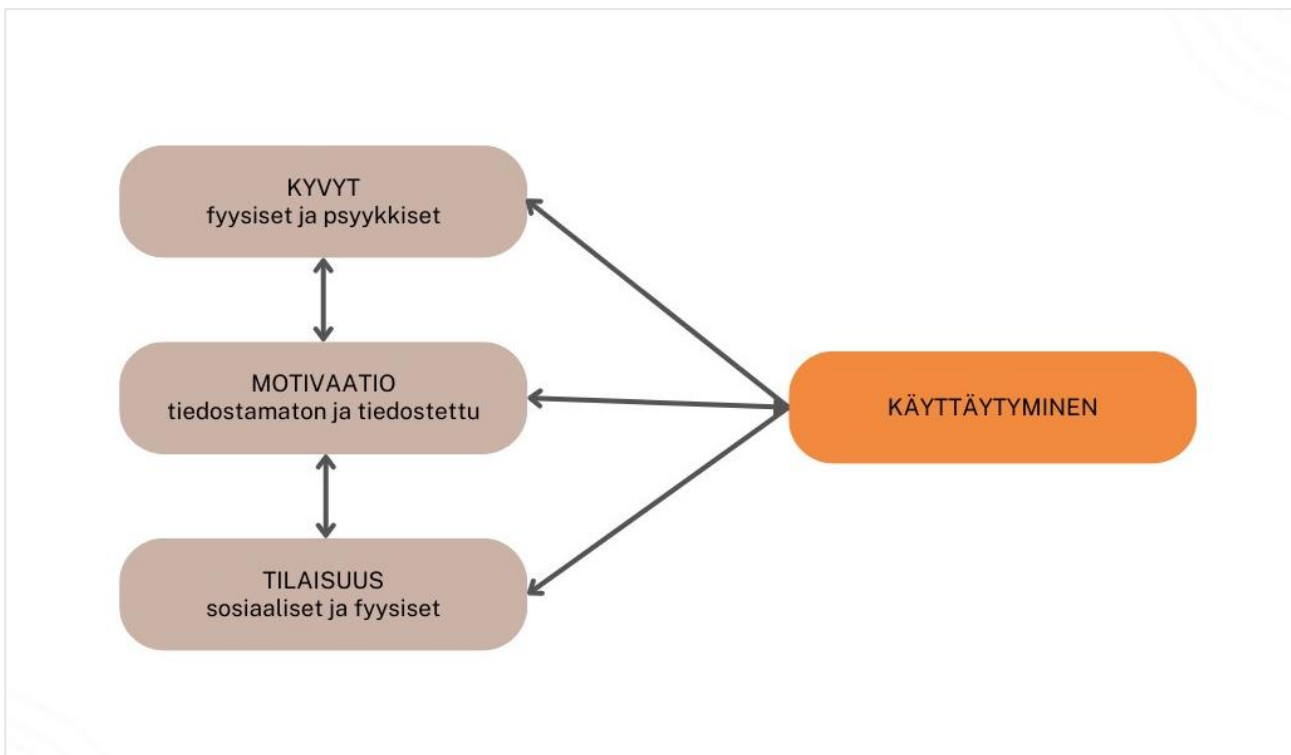 KYVYT
fyysiset ja psyykkiset
MOTIVAATIO
tiedostamaton ja tiedostettu
KÄYTTÄYTYMINEN
TILAISUUS
sosiaaliset ja fyysiset